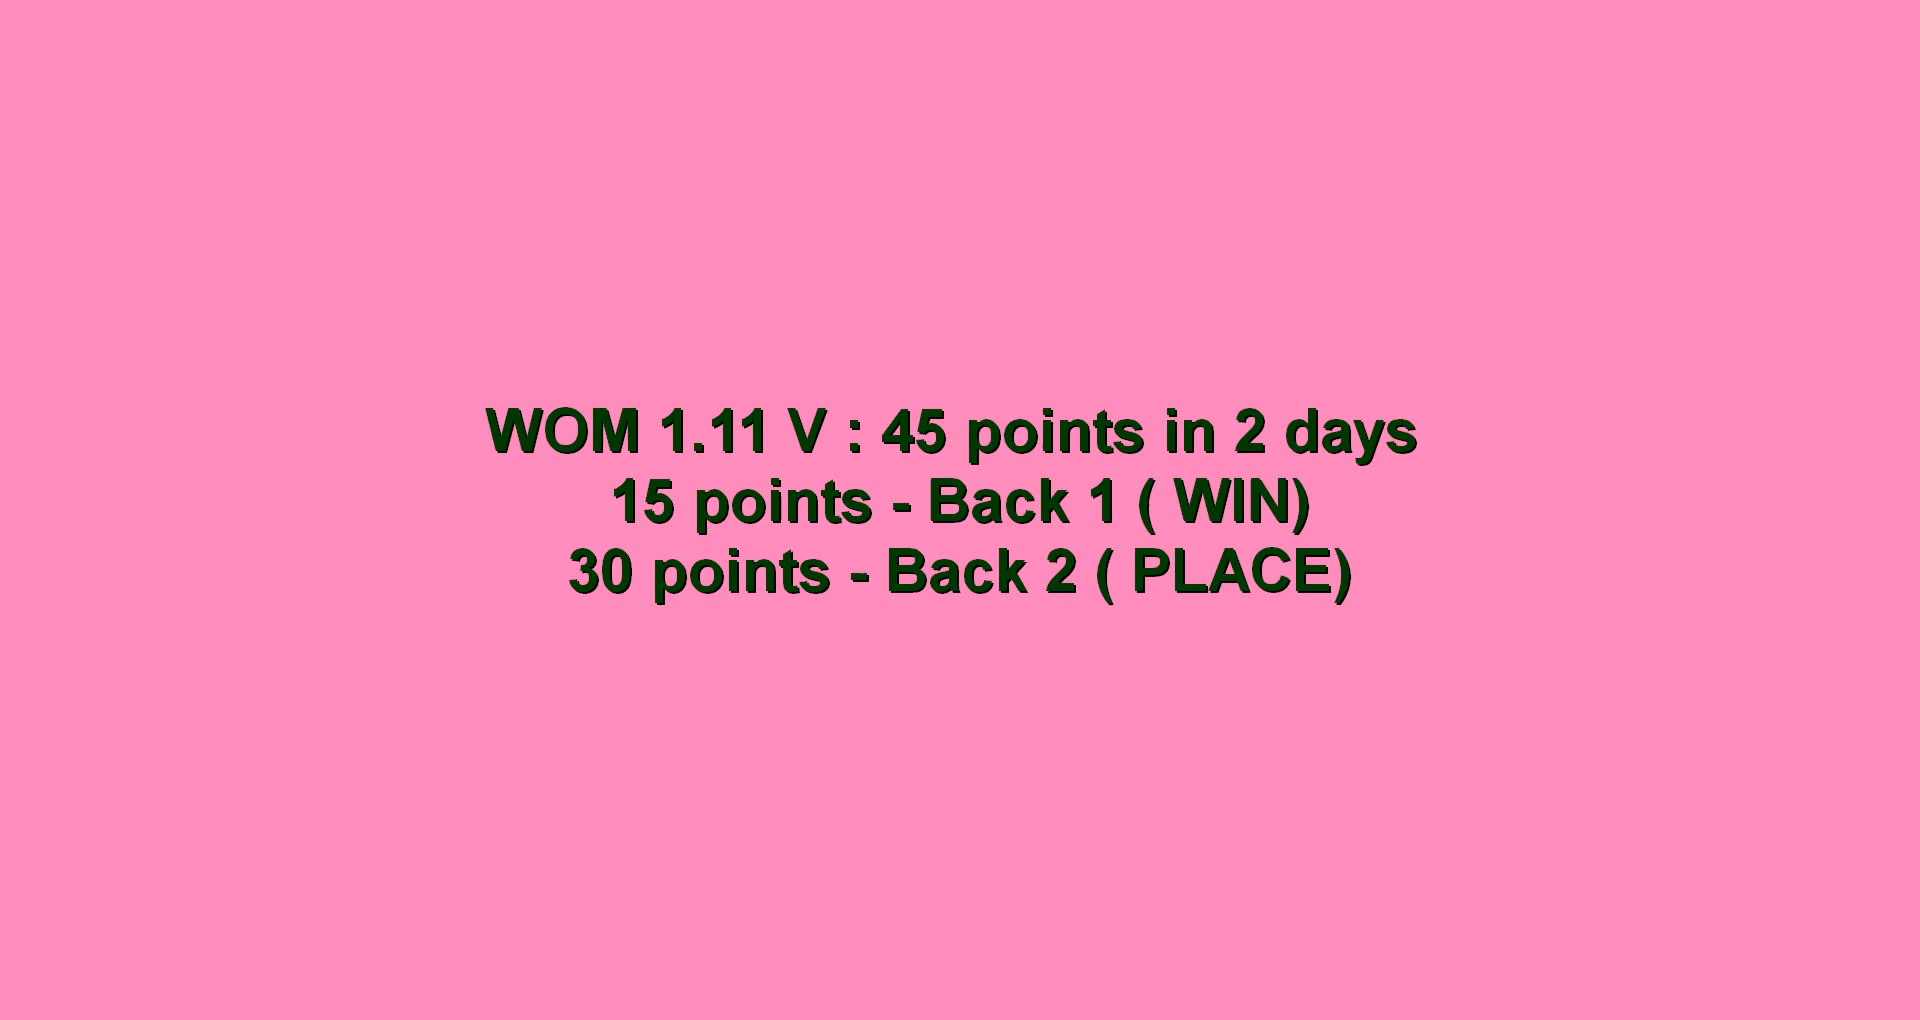 WOM 1.11 V : 45 points in 2 days
15 points - Back 1 ( WIN)
30 points - Back 2 ( PLACE)